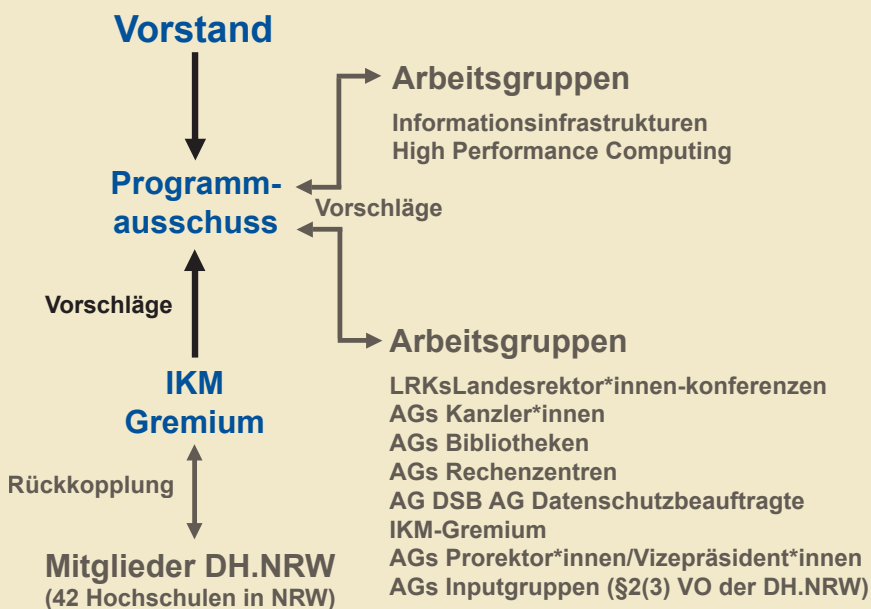 Vorstand
Arbeitsgruppen
Informationsinfrastrukturen
High Performance Computing
Programm-
ausschuss
Vorschläge
Vorschläge
Arbeitsgruppen
LRKsLandesrektor*innen-konferenzen
AGs Kanzler*innen
AGs Bibliotheken
AGs Rechenzentren
AG DSB AG Datenschutzbeauftragte
IKM-Gremium
AGs Prorektor*innen/Vizepräsident*innen
AGs Inputgruppen (§2(3) VO der DH.NRW)
IKM
Gremium
Rückkopplung
Mitglieder DH.NRW
(42 Hochschulen in NRW)